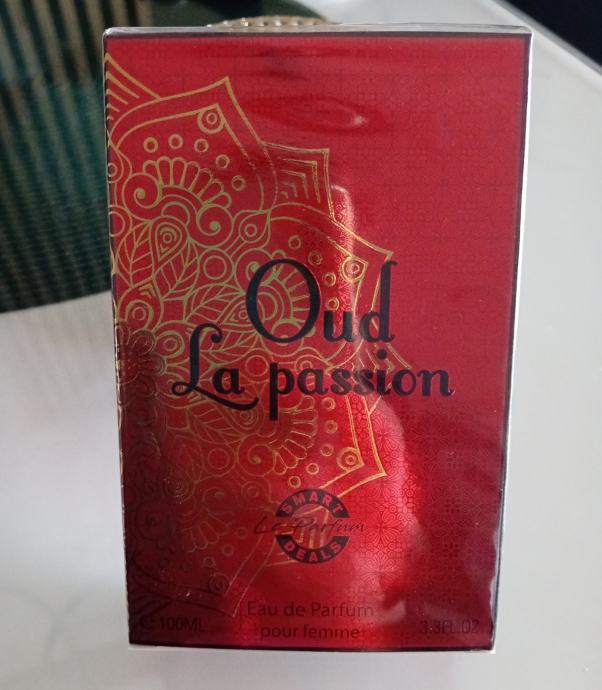 Oud
La passion
SMART
Le Parfum
DEALS
Eau de Parfum
e 100ML
pour femme
3.3FL.OZ